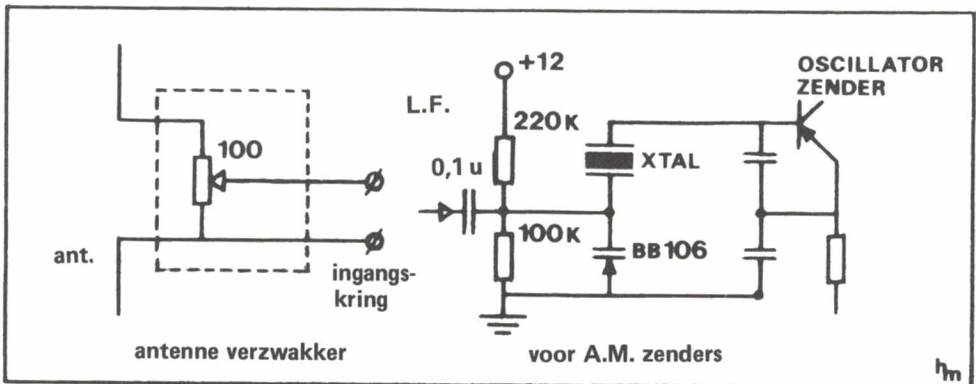 100
ant.
ingangs-
kring
antenne verzwakker
L.F.
0,1 u
+12
220K
100K
XTAL
BB106
OSCILLATOR
ZENDER
voor A.M. zenders
hm